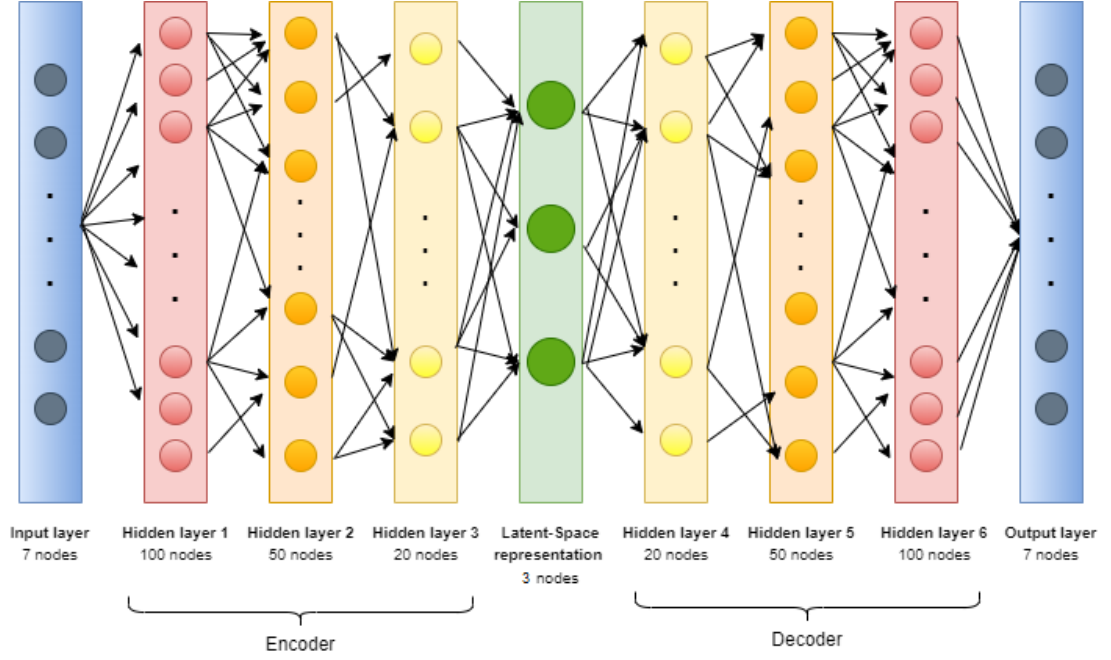 Input layer
7 nodes
Hidden layer 1
100 nodes
Hidden layer 2
50 nodes
Hidden layer 3
20 nodes
Latent-Space
representation
3 nodes
Hidden layer 4
20 nodes
Hidden layer 5
50 nodes
Hidden layer 6
100 nodes
Output layer
7 nodes
Encoder
Decoder